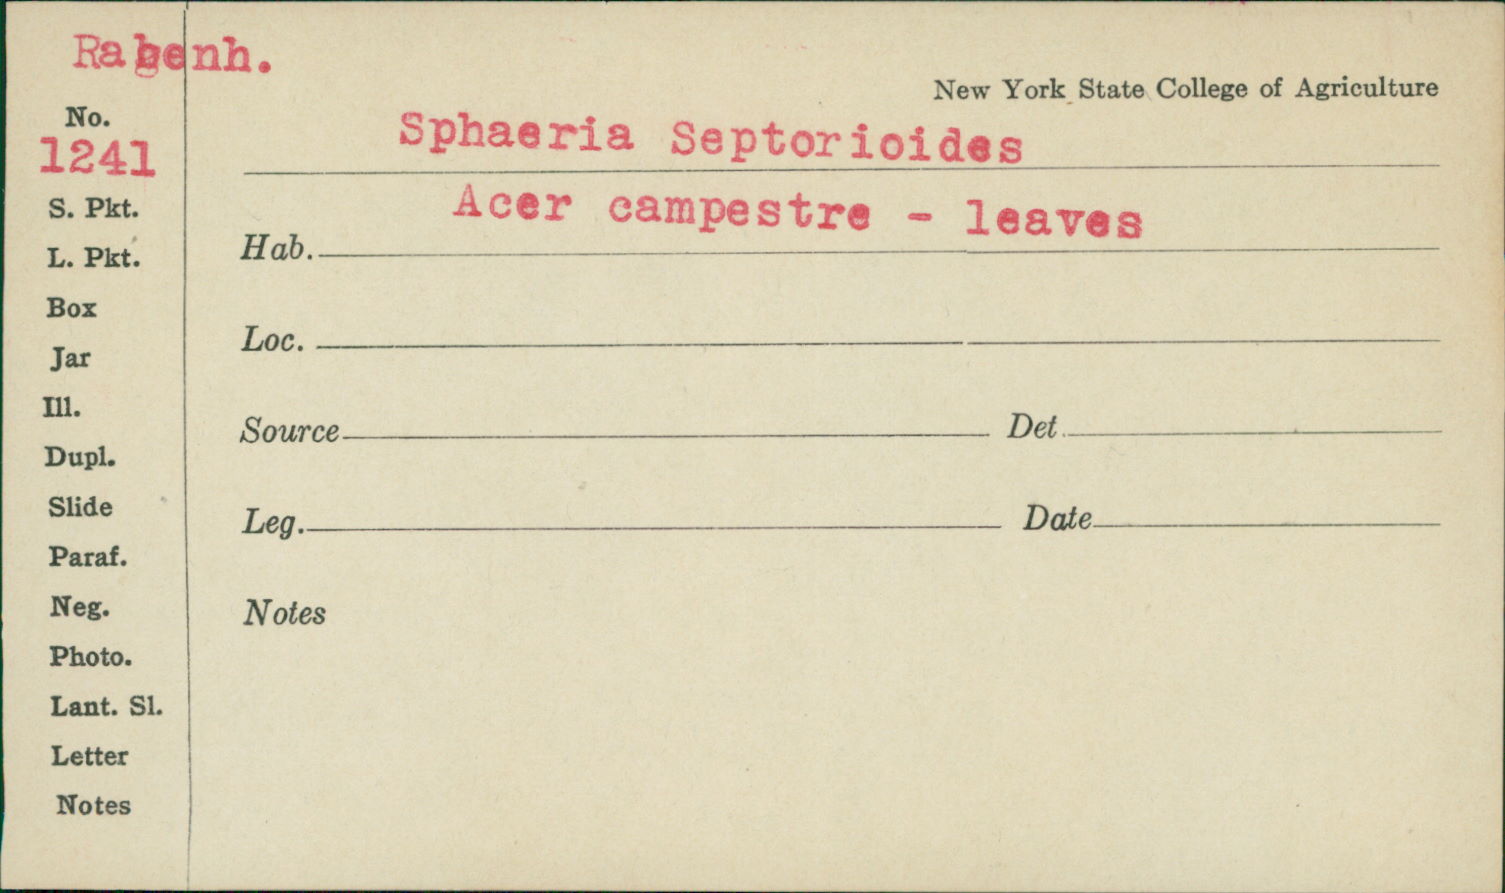 Rabenh.
New York State College of Agriculture
No.
1241
Sphaeria Septorioides
S. Pkt.
Acer campestre - leaves
Hab.
L. Pkt.
Box
Loc.
Jar
Ill.
Source Det.
Dupl.
Slide
Leg. Date
Paraf.
Neg.
Notes
Photo.
Lant. Sl.
Letter
Notes